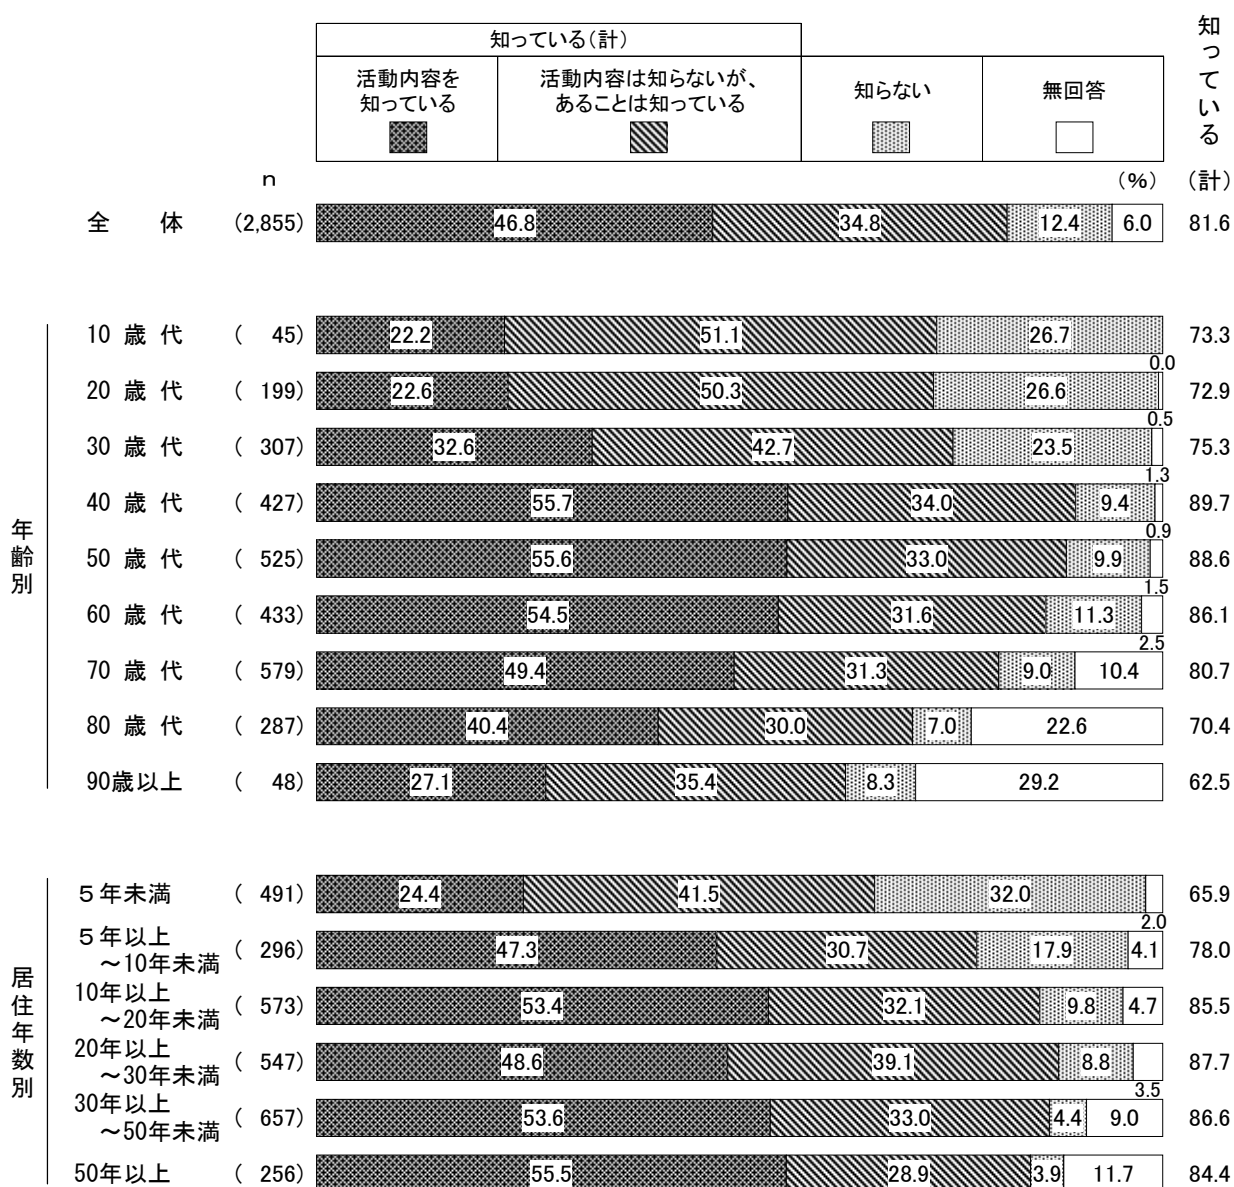 知っている(計)
活動内容を
知っている
活動内容は知らないが、
あることは知っている
知らない
無回答
知っている
(計)
n
(%)
全 体 (2,855) 46.8 34.8 12.4 6.0 81.6
年齢別
10 歳 代 ( 45) 22.2 51.1 26.7 0.0 73.3
20 歳 代 ( 199) 22.6 50.3 26.6 0.5 72.9
30 歳 代 ( 307) 32.6 42.7 23.5 1.3 75.3
40 歳 代 ( 427) 55.7 34.0 9.4 0.9 89.7
50 歳 代 ( 525) 55.6 33.0 9.9 1.5 88.6
60 歳 代 ( 433) 54.5 31.6 11.3 2.5 86.1
70 歳 代 ( 579) 49.4 31.3 9.0 10.4 80.7
80 歳 代 ( 287) 40.4 30.0 7.0 22.6 70.4
90歳以上 ( 48) 27.1 35.4 8.3 29.2 62.5
居住年数別
５年未満 ( 491) 24.4 41.5 32.0 2.0 65.9
５年以上
～10年未満 ( 296) 47.3 30.7 17.9 4.1 78.0
10年以上
～20年未満 ( 573) 53.4 32.1 9.8 4.7 85.5
20年以上
～30年未満 ( 547) 48.6 39.1 8.8 3.5 87.7
30年以上
～50年未満 ( 657) 53.6 33.0 4.4 9.0 86.6
50年以上 ( 256) 55.5 28.9 3.9 11.7 84.4